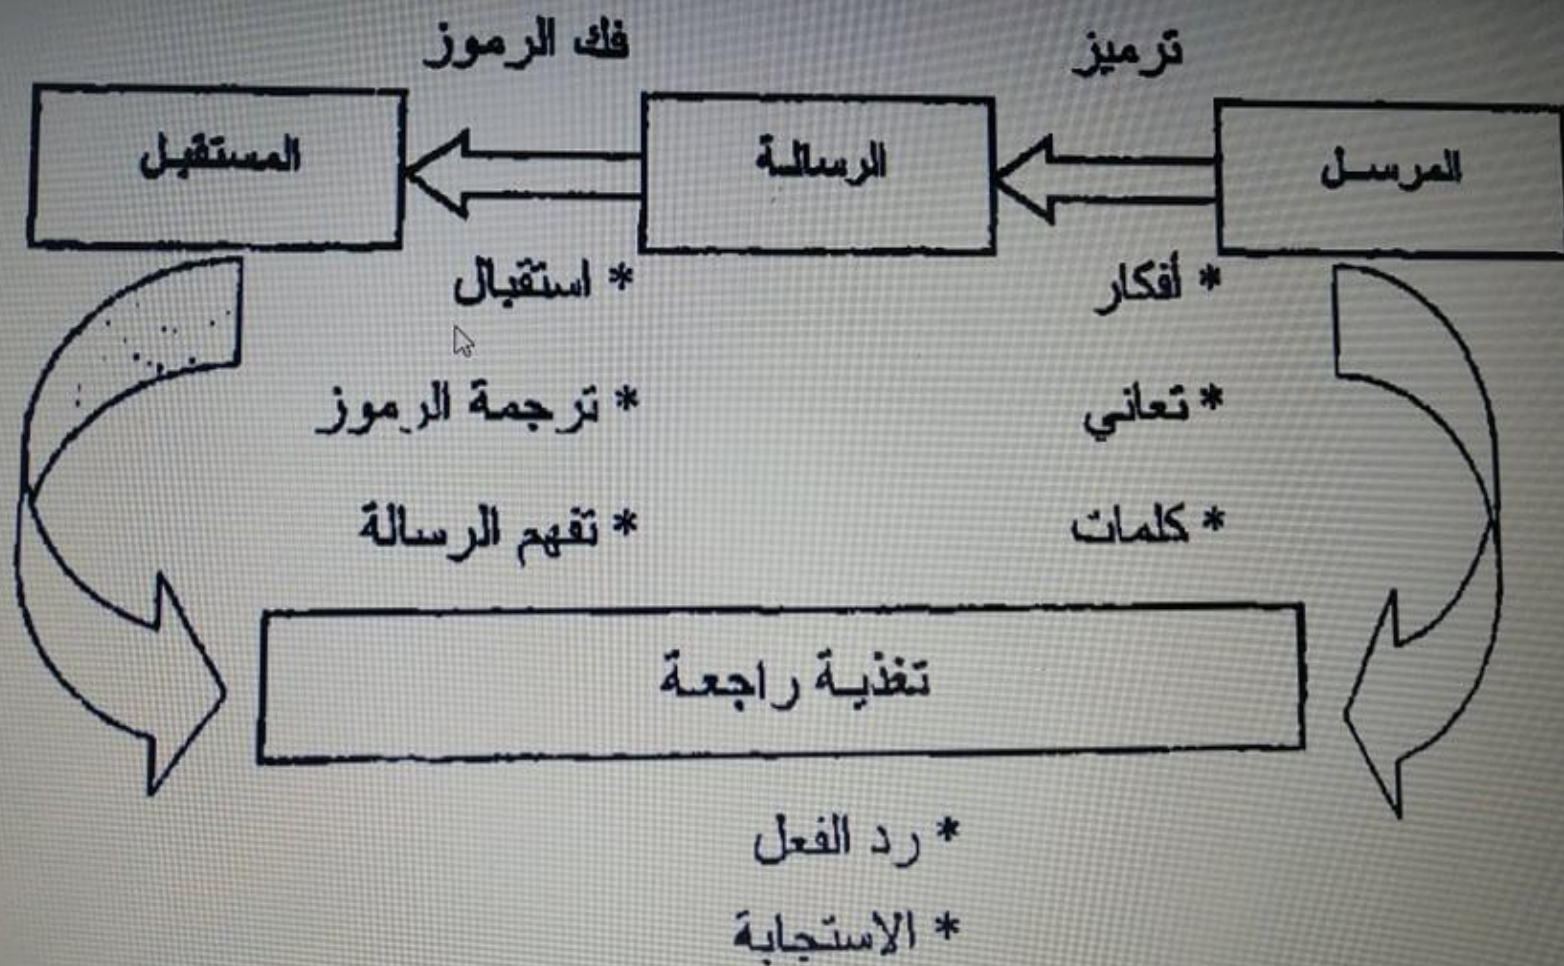 ترميز
فك الرموز
المرسل
الرسالة
المستقبل
* أفكار
* استقبال
* تعاني
* ترجمة الرموز
* كلمات
* تفهم الرسالة
تغذية راجعة
* رد الفعل
* الاستجابة